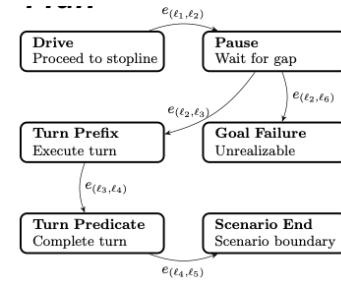 e(ℓ1,ℓ2)
Drive
Proceed to stopline
Pause
Wait for gap
e(ℓ2,ℓ3)
e(ℓ2,ℓ6)
Turn Prefix
Execute turn
Goal Failure
Unrealizable
e(ℓ3,ℓ4)
Turn Predicate
Complete turn
Scenario End
Scenario boundary
e(ℓ4,ℓ5)